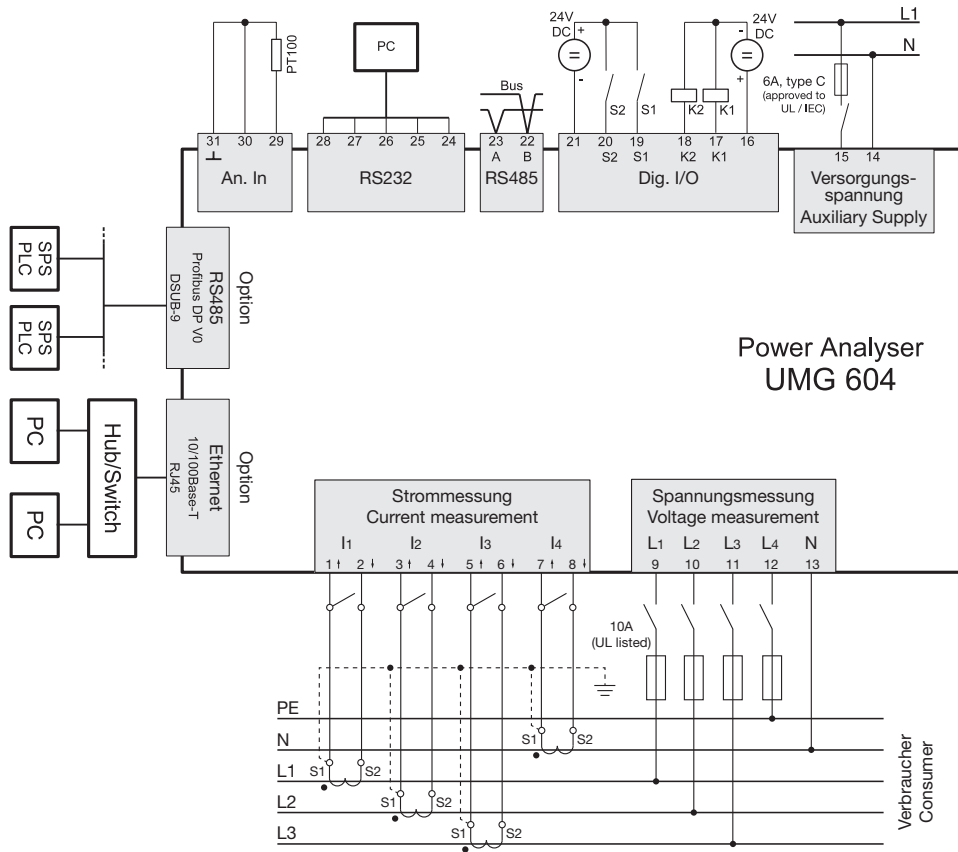 24V
DC
+
-
24V
DC
-
+
L1
N
PC
PT100
Bus
S2
S1
K2
K1
6A, type C
(approved to
UL / IEC)
31 30 29
28 27 26 25 24
23 22
21 20 19 18 17 16
15 14
A B
S2 S1 K2 K1
An. In
RS232
RS485
Dig. I/O
Versorgungs-
spannung
Auxiliary Supply
SPS
PLC
SPS
PLC
RS485
Profibus DP V0
DSUB-9
Option
Power Analyser
UMG 604
PC
PC
Hub/Switch
Ethernet
10/100Base-T
RJ45
Option
Strommessung
Current measurement
I1 I2 I3 I4
1 2 3 4 5 6 7 8
Spannungsmessung
Voltage measurement
L1 L2 L3 L4 N
9 10 11 12 13
10A
(UL listed)
PE
N
S1 S2
L1
S1 S2
L2
S1 S2
L3
S1 S2
Verbraucher
Consumer